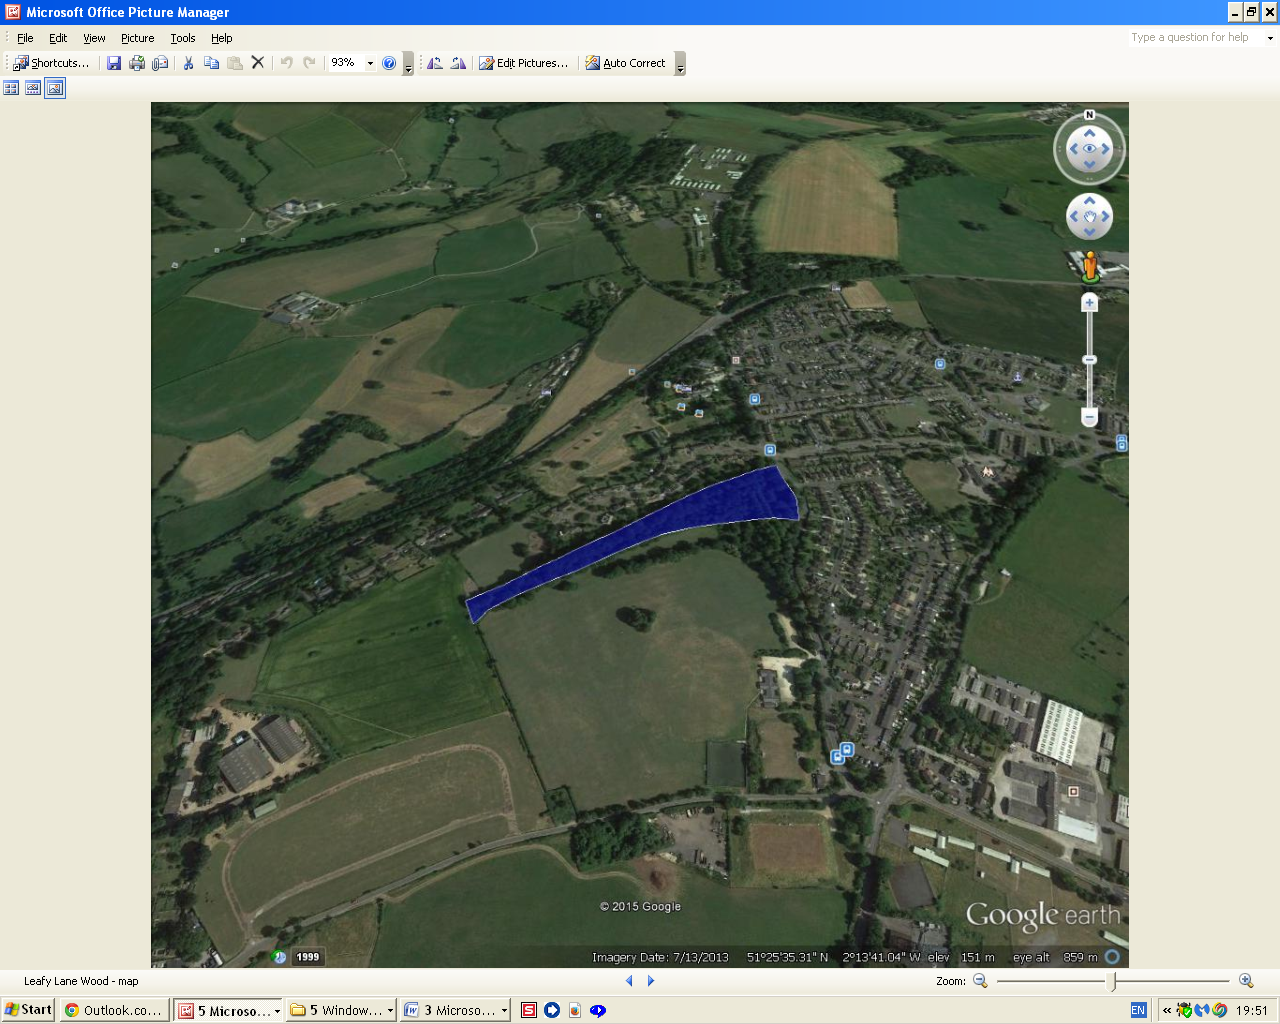 Microsoft Office Picture Manager
File Edit View Picture Tools Help
Type a question for help
Shortcuts... 93% Edit Pictures... Auto Correct
N
© 2015 Google
Google earth
1999
Imagery Date: 7/13/2013 51°25'35.31" N 2°13'41.04" W elev 151 m eye alt 859 m
Leafy Lane Wood - map
Zoom:
Start Outlook.co... 5 Microso... 5 Window... 3 Microso... S EN « 19:51